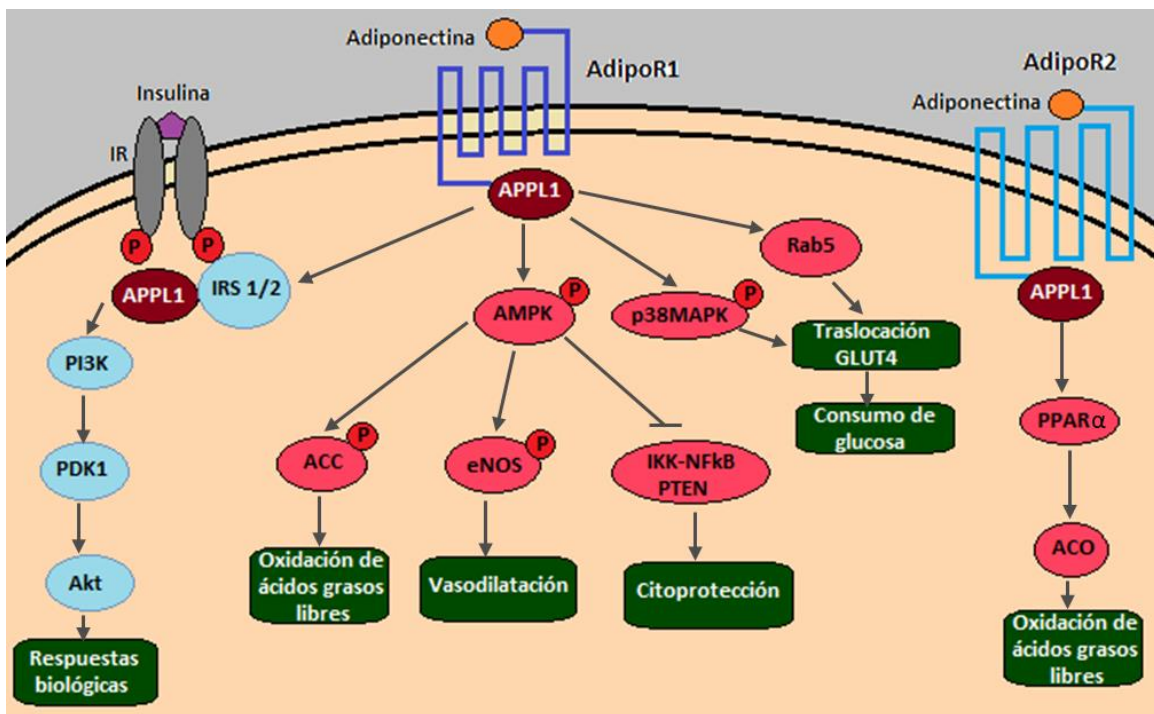 Adiponectina
AdipoR1
AdipoR2
Insulina
Adiponectina
IR
APPL1
P
P
Rab5
APPL1
IRS 1/2
APPL1
P
P
AMPK
p38MAPK
Traslocación
GLUT4
PI3K
Consumo de
glucosa
PPARα
P
P
ACC
eNOS
IKK-NFkB
PTEN
PDK1
ACO
Oxidación de
ácidos grasos
libres
Vasodilatación
Citoprotección
Akt
Oxidación de
ácidos grasos
libres
Respuestas
biológicas